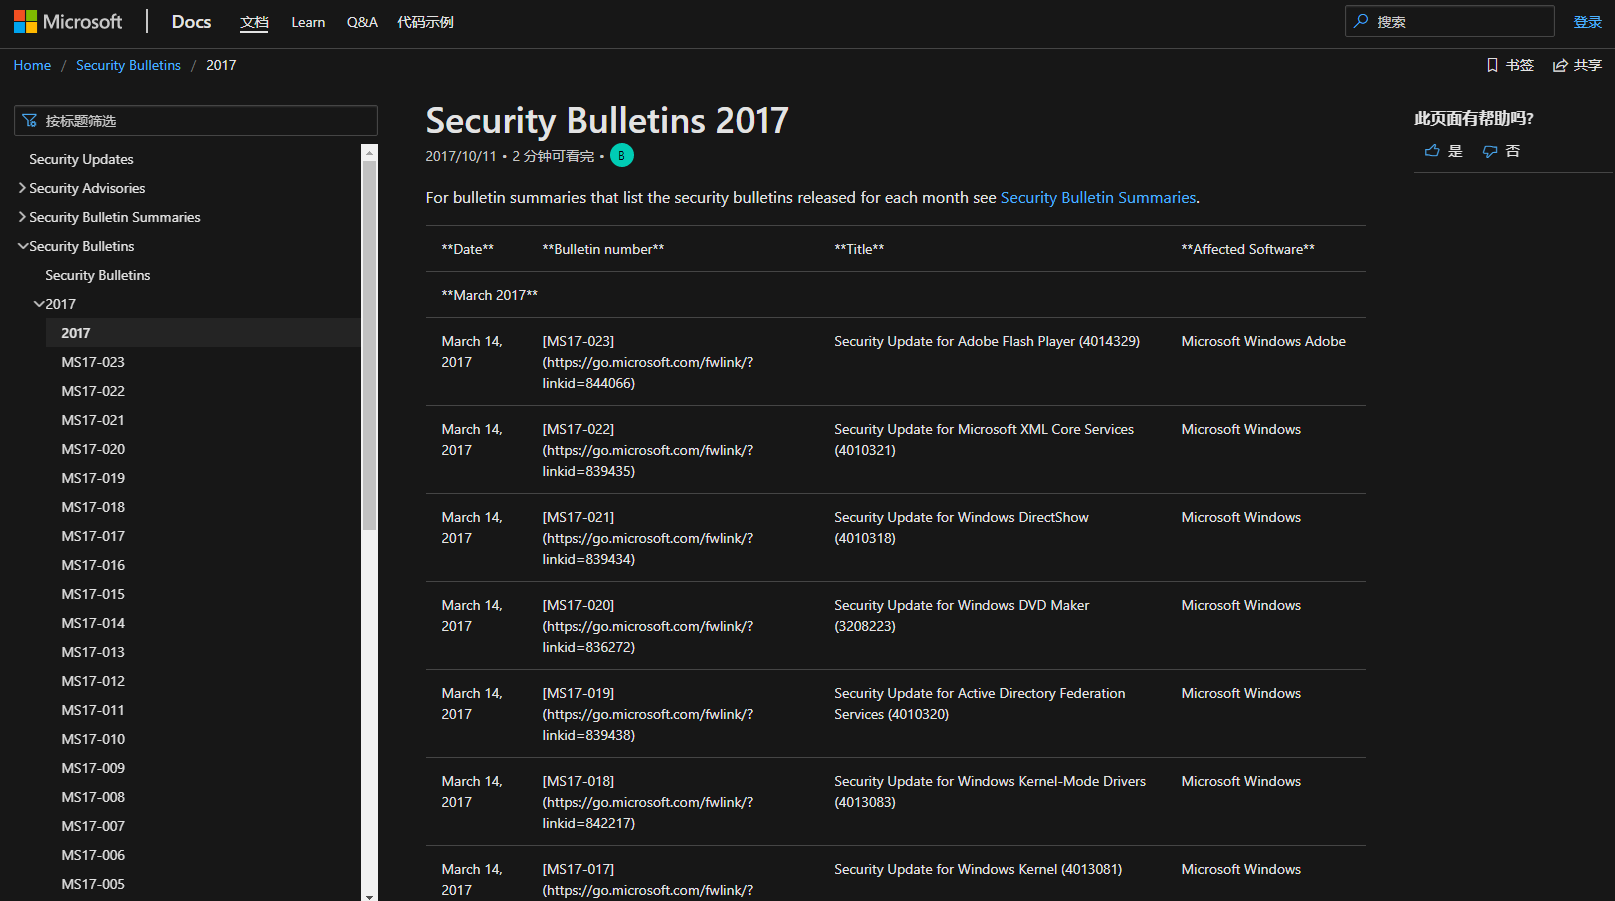 Microsoft Docs 文档 Learn Q&A 代码示例 搜索 登录
Home / Security Bulletins / 2017 书签 共享
按标题筛选
Security Updates
Security Advisories
Security Bulletin Summaries
Security Bulletins
Security Bulletins
2017
2017
MS17-023
MS17-022
MS17-021
MS17-020
MS17-019
MS17-018
MS17-017
MS17-016
MS17-015
MS17-014
MS17-013
MS17-012
MS17-011
MS17-010
MS17-009
MS17-008
MS17-007
MS17-006
MS17-005
Security Bulletins 2017
2017/10/11 • 2 分钟可看完 • B
For bulletin summaries that list the security bulletins released for each month see Security Bulletin Summaries.
**Date** **Bulletin number** **Title** **Affected Software**
**March 2017**
March 14, [MS17-023] Security Update for Adobe Flash Player (4014329) Microsoft Windows Adobe
2017 (https://go.microsoft.com/fwlink/?
linkid=844066)
March 14, [MS17-022] Security Update for Microsoft XML Core Services Microsoft Windows
2017 (https://go.microsoft.com/fwlink/? (4010321)
linkid=839435)
March 14, [MS17-021] Security Update for Windows DirectShow Microsoft Windows
2017 (https://go.microsoft.com/fwlink/? (4010318)
linkid=839434)
March 14, [MS17-020] Security Update for Windows DVD Maker Microsoft Windows
2017 (https://go.microsoft.com/fwlink/? (3208223)
linkid=836272)
March 14, [MS17-019] Security Update for Active Directory Federation Microsoft Windows
2017 (https://go.microsoft.com/fwlink/? Services (4010320)
linkid=839438)
March 14, [MS17-018] Security Update for Windows Kernel-Mode Drivers Microsoft Windows
2017 (https://go.microsoft.com/fwlink/? (4013083)
linkid=842217)
March 14, [MS17-017] Security Update for Windows Kernel (4013081) Microsoft Windows
2017 (https://go.microsoft.com/fwlink/?
此页面有帮助吗?
是 否